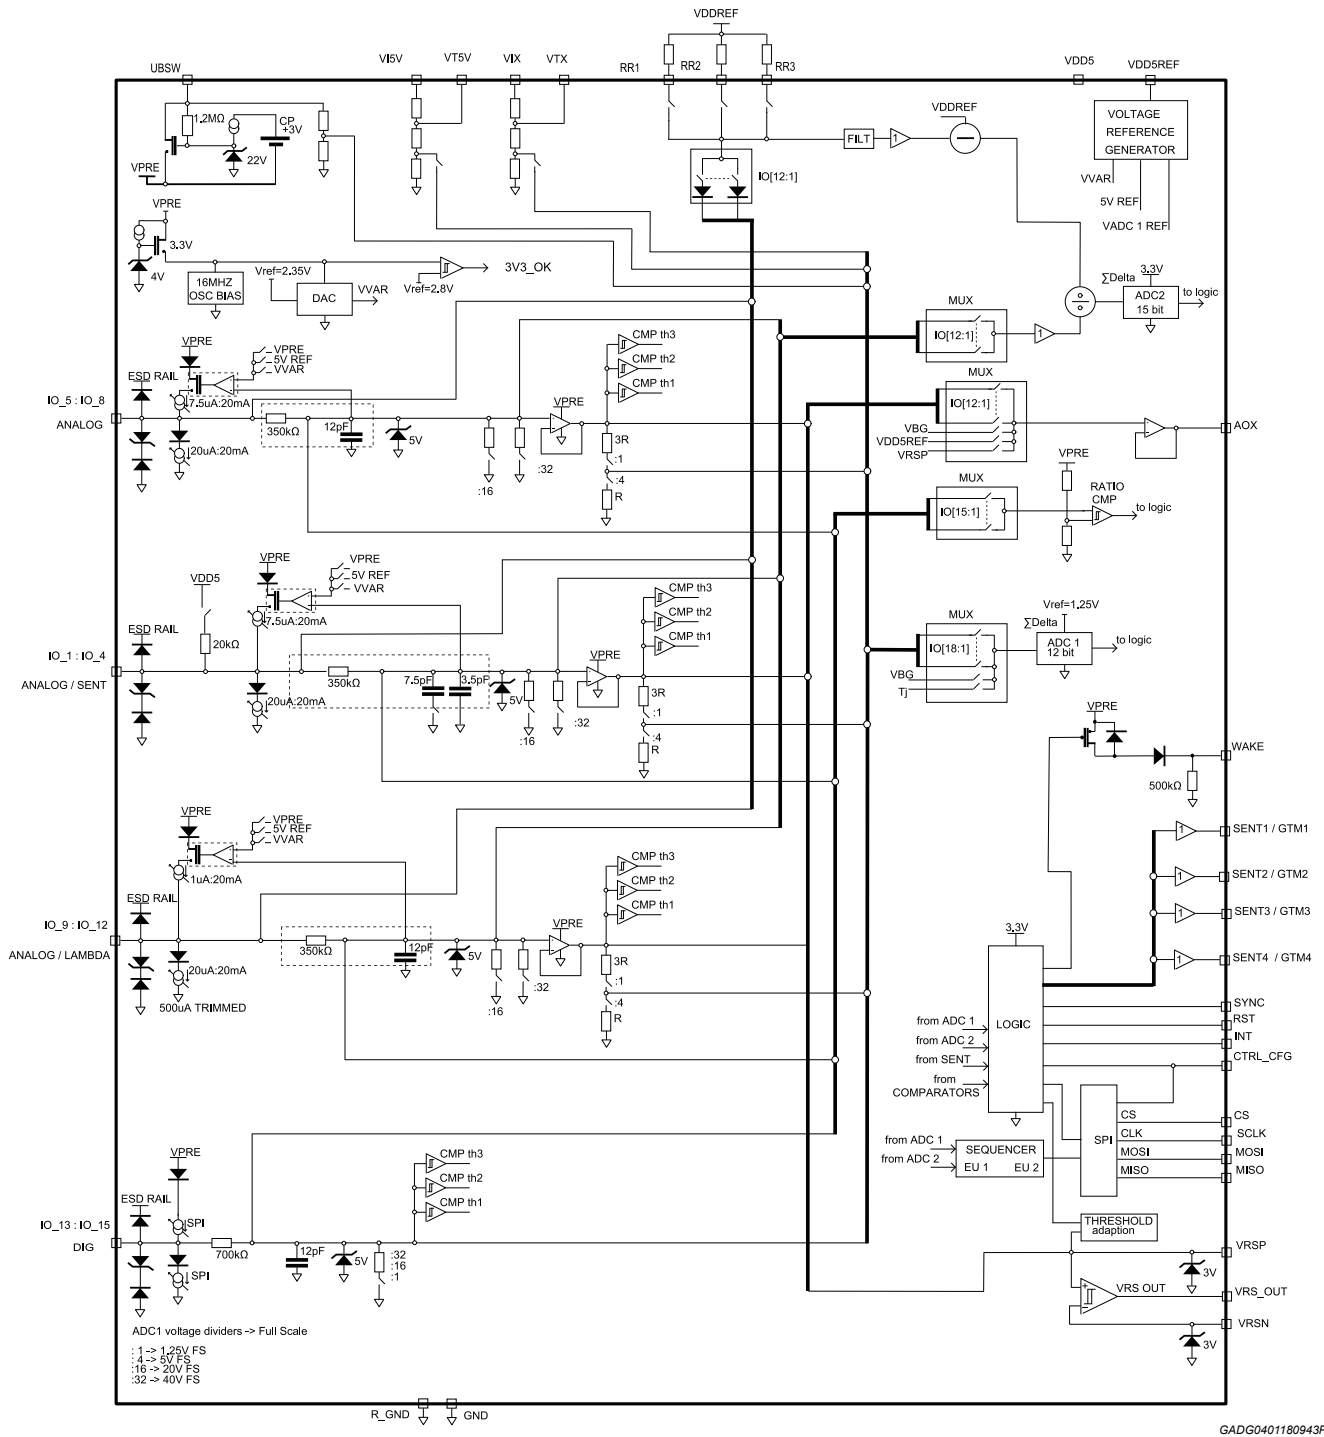 VDDREF
UBSW
VI5V
VT5V
VIX
VTX
RR1
RR2
RR3
VDD5
VDD5REF
1.2MΩ
CP
+3V
22V
VPRE
VDDREF
FILT
1
VOLTAGE
REFERENCE
GENERATOR
VVAR
5V REF
VADC 1 REF
IO[12:1]
VPRE
3.3V
4V
16MHZ
OSC BIAS
Vref=2.35V
DAC
VVAR
Vref=2.8V
3V3_OK
∑Delta
3.3V
ADC2
15 bit
to logic
MUX
IO[12:1]
1
VPRE
VPRE
5V REF
VVAR
ESD RAIL
7.5uA:20mA
IO_5 : IO_8
ANALOG
350kΩ
12pF
5V
20uA:20mA
:16
:32
VPRE
CMP th3
CMP th2
CMP th1
3R
:1
:4
R
MUX
IO[12:1]
VBG
VDD5REF
VRSP
AOX
MUX
IO[15:1]
VPRE
RATIO
CMP
to logic
VDD5
20kΩ
VPRE
VPRE
5V REF
VVAR
ESD RAIL
7.5uA:20mA
IO_1 : IO_4
ANALOG / SENT
350kΩ
7.5pF
3.5pF
5V
20uA:20mA
:16
:32
VPRE
CMP th3
CMP th2
CMP th1
3R
:1
:4
R
MUX
IO[18:1]
VBG
Tj
∑Delta
Vref=1.25V
ADC 1
12 bit
to logic
VPRE
WAKE
500kΩ
VPRE
VPRE
5V REF
VVAR
1uA:20mA
ESD RAIL
IO_9 : IO_12
ANALOG / LAMBDA
350kΩ
12pF
5V
20uA:20mA
500uA TRIMMED
:16
:32
VPRE
CMP th3
CMP th2
CMP th1
3R
:1
:4
R
1
SENT1 / GTM1
1
SENT2 / GTM2
1
SENT3 / GTM3
1
SENT4 / GTM4
3.3V
LOGIC
from ADC 1
from ADC 2
from SENT
from
COMPARATORS
SYNC
RST
INT
CTRL_CFG
SPI
CS
CLK
MOSI
MISO
CS
SCLK
MOSI
MISO
from ADC 1
from ADC 2
SEQUENCER
EU 1 EU 2
THRESHOLD
adaption
VRSP
3V
VRS OUT
VRS_OUT
VRSN
3V
VPRE
ESD RAIL
SPI
IO_13 : IO_15
DIG
700kΩ
12pF
5V
:32
:16
:1
SPI
CMP th3
CMP th2
CMP th1
ADC1 voltage dividers -> Full Scale
: 1 -> 1.25V FS
: 4 -> 5V FS
:16 -> 20V FS
:32 -> 40V FS
R_GND
GND